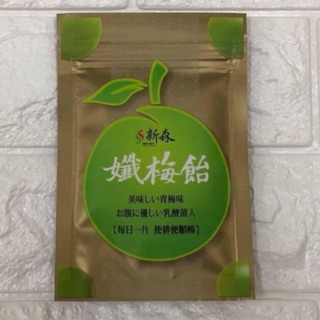 新森
孅梅飴
美味しい青梅味
お腹に優しい乳酸菌入
【每日一片 使排便順暢】